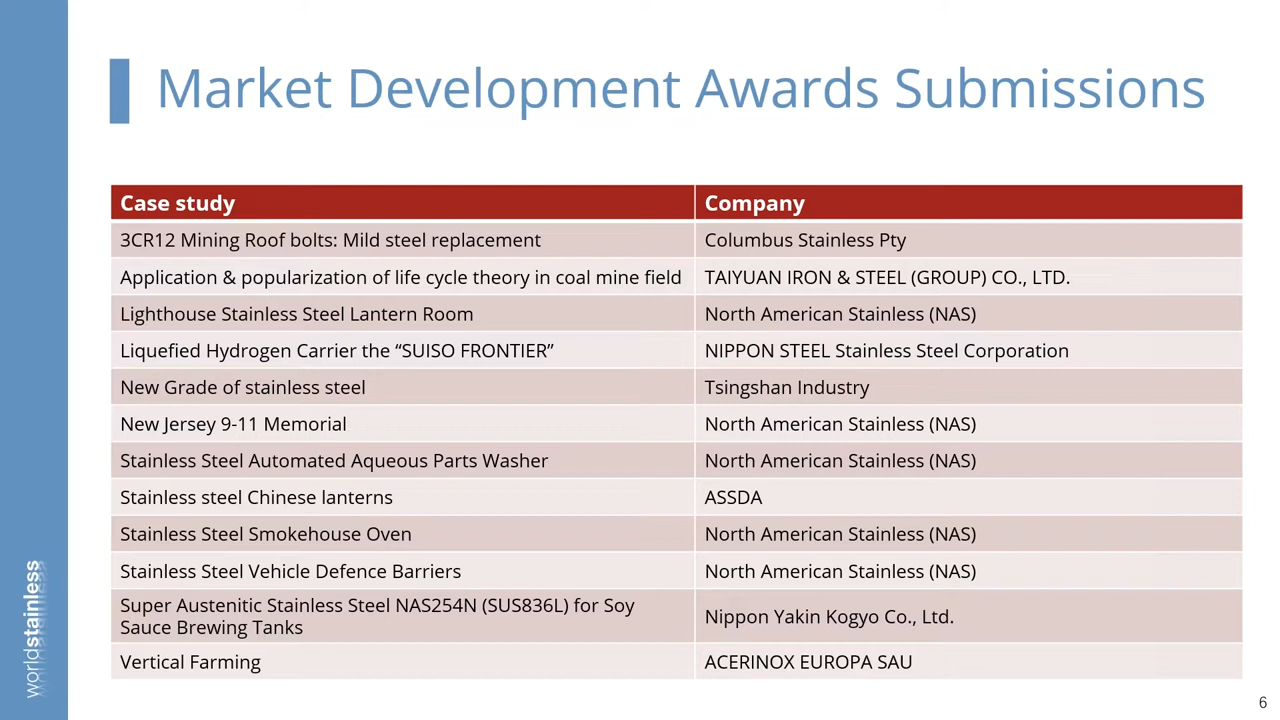 Market Development Awards Submissions
Case study Company
3CR12 Mining Roof bolts: Mild steel replacement Columbus Stainless Pty
Application & popularization of life cycle theory in coal mine field TAIYUAN IRON & STEEL (GROUP) CO., LTD.
Lighthouse Stainless Steel Lantern Room North American Stainless (NAS)
Liquefied Hydrogen Carrier the “SUISO FRONTIER” NIPPON STEEL Stainless Steel Corporation
New Grade of stainless steel Tsingshan Industry
New Jersey 9-11 Memorial North American Stainless (NAS)
Stainless Steel Automated Aqueous Parts Washer North American Stainless (NAS)
Stainless steel Chinese lanterns ASSDA
Stainless Steel Smokehouse Oven North American Stainless (NAS)
Stainless Steel Vehicle Defence Barriers North American Stainless (NAS)
Super Austenitic Stainless Steel NAS254N (SUS836L) for Soy
Sauce Brewing Tanks Nippon Yakin Kogyo Co., Ltd.
Vertical Farming ACERINOX EUROPA SAU
worldstainless
6